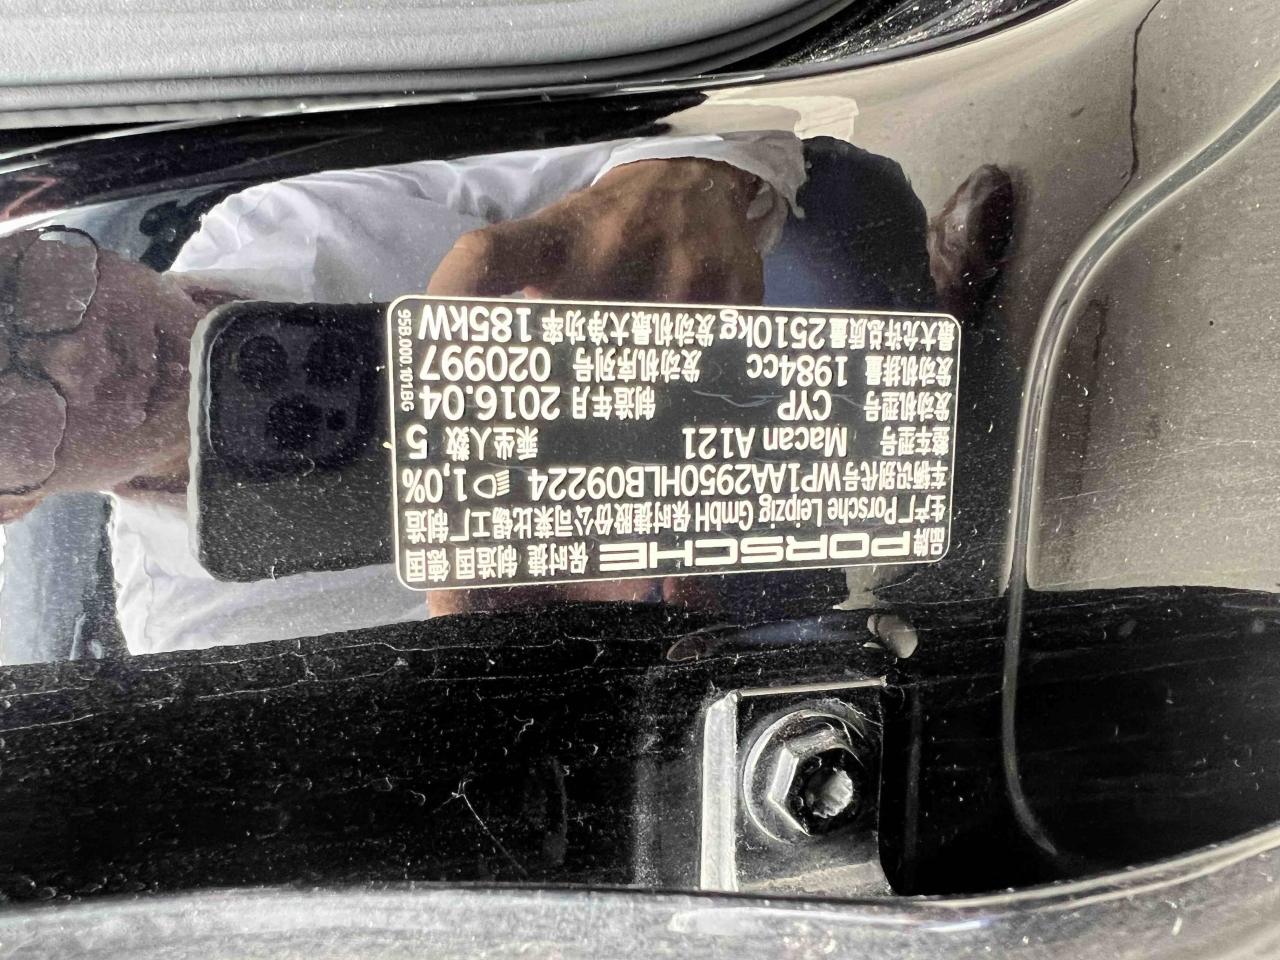 品牌 PORSCHE 保时捷 制造国 德国
生产厂 Porsche Leipzig GmbH 保时捷股份公司莱比锡工厂 制造
车辆识别代号 WP1AA2950HLB09224 1,0%
整车型号 Macan A121 乘坐人数 5
发动机型号 CYP 制造年月 2016.04
发动机排量 1984cc 发动机序列号 020997
最大允许总质量 2510kg 发动机最大净功率 185kW
95B.000.101.BG